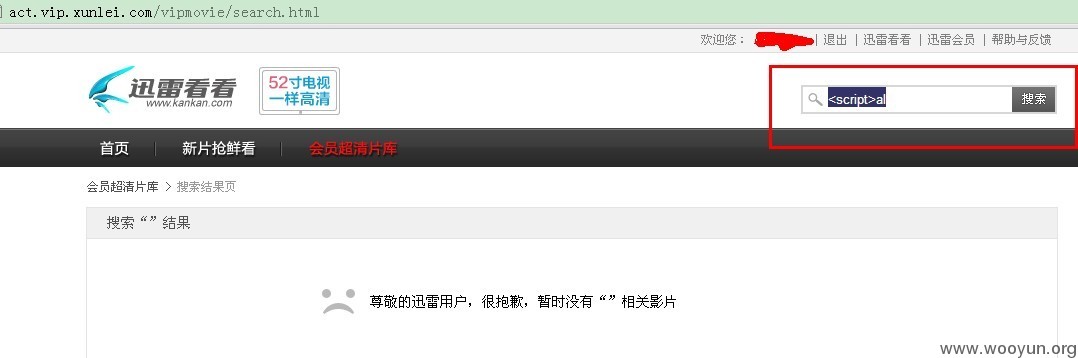 act.vip.xunlei.com/vipmovie/search.html
欢迎您： | 退出 | 迅雷看看 | 迅雷会员 | 帮助与反馈
迅雷看看
www.kankan.com
52寸电视
一样高清
<script>al
搜索
首页 新片抢鲜看 会员超清片库
会员超清片库 > 搜索结果页
搜索“”结果
尊敬的迅雷用户，很抱歉，暂时没有“”相关影片
www.wooyun.org